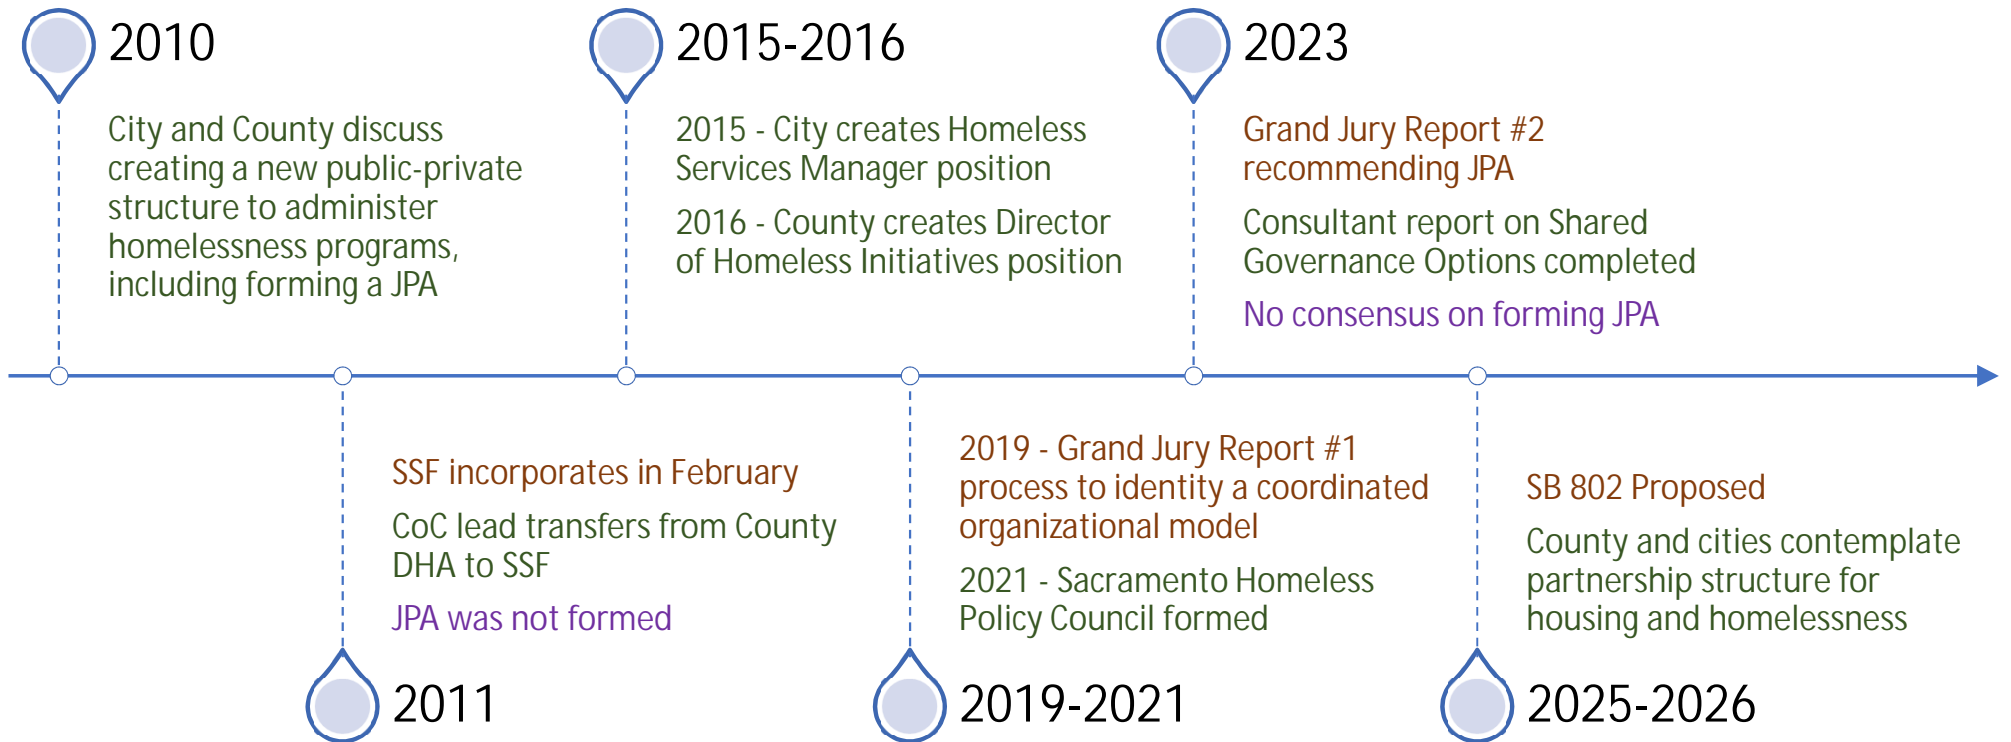 2010
City and County discuss
creating a new public-private
structure to administer
homelessness programs,
including forming a JPA
2011
SSF incorporates in February
CoC lead transfers from County
DHA to SSF
JPA was not formed
2015-2016
2015 - City creates Homeless
Services Manager position
2016 - County creates Director
of Homeless Initiatives position
2019-2021
2019 - Grand Jury Report #1
process to identity a coordinated
organizational model
2021 - Sacramento Homeless
Policy Council formed
2023
Grand Jury Report #2
recommending JPA
Consultant report on Shared
Governance Options completed
No consensus on forming JPA
2025-2026
SB 802 Proposed
County and cities contemplate
partnership structure for
housing and homelessness